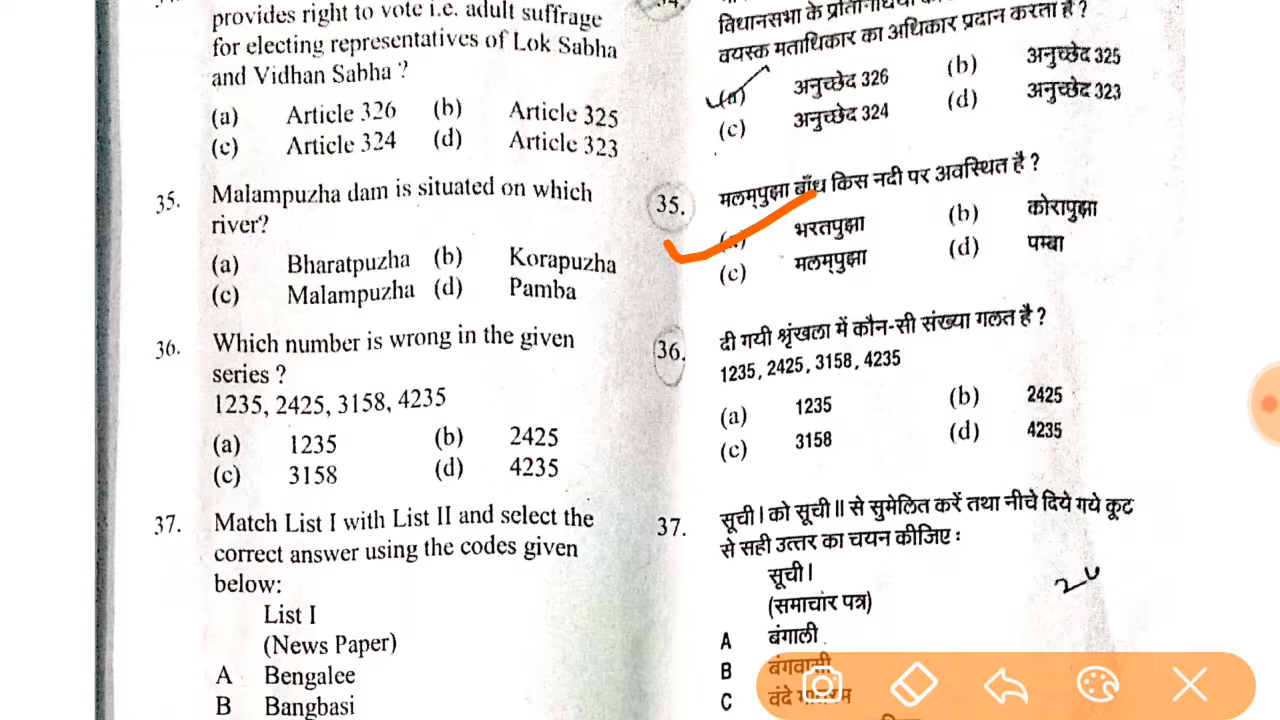 provides right to vote i.e. adult suffrage
for electing representatives of Lok Sabha
and Vidhan Sabha ?
(a) Article 326 (b) Article 325
(c) Article 324 (d) Article 323
35. Malampuzha dam is situated on which
river?
(a) Bharatpuzha (b) Korapuzha
(c) Malampuzha (d) Pamba
36. Which number is wrong in the given
series ?
1235, 2425, 3158, 4235
(a) 1235 (b) 2425
(c) 3158 (d) 4235
37. Match List I with List II and select the
correct answer using the codes given
below:
List I
(News Paper)
A Bengalee
B Bangbasi
34.
विधानसभा के
वयस्क मताधिकार का अधिकार प्रदान करता है ?
(a) अनुच्छेद 326 (b) अनुच्छेद 325
(c) अनुच्छेद 324 (d) अनुच्छेद 323
35. मलम्पुझा बाँध किस नदी पर अवस्थित है ?
(a) भरतपुझा (b) कोरापुझा
(c) मलम्पुझा (d) पम्बा
36. दी गयी श्रृंखला में कौन-सी संख्या गलत है ?
1235, 2425, 3158, 4235
(a) 1235 (b) 2425
(c) 3158 (d) 4235
37. सूची I को सूची II से सुमेलित करें तथा नीचे दिये गये कूट
से सही उत्तर का चयन कीजिए :
सूची I
(समाचार पत्र)
A बंगाली
B बंगवासी
C वंदे मातरम